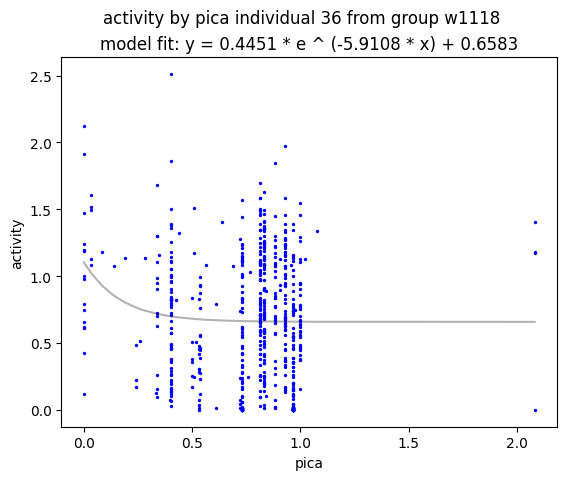 activity by pica individual 36 from group w1118
model fit: y = 0.4451 * e ^ (-5.9108 * x) + 0.6583
2.5
2.0
1.5
1.0
0.5
0.0
activity
0.0 0.5 1.0 1.5 2.0
pica